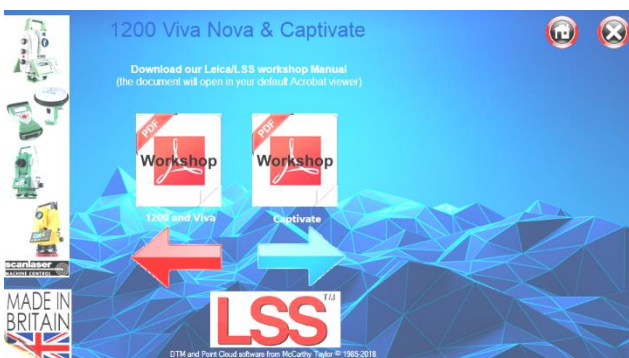 1200 Viva Nova & Captivate
Download our Leica/LSS workshop Manual
(the document will open in your default Acrobat viewer)
PDF
PDF
Workshop
Workshop
1200 and Viva
Captivate
scanlaser
MACHINE CONTROL
MADE IN
BRITAIN
LSS™
DTM and Point Cloud software from McCarthy Taylor © 1985-2018